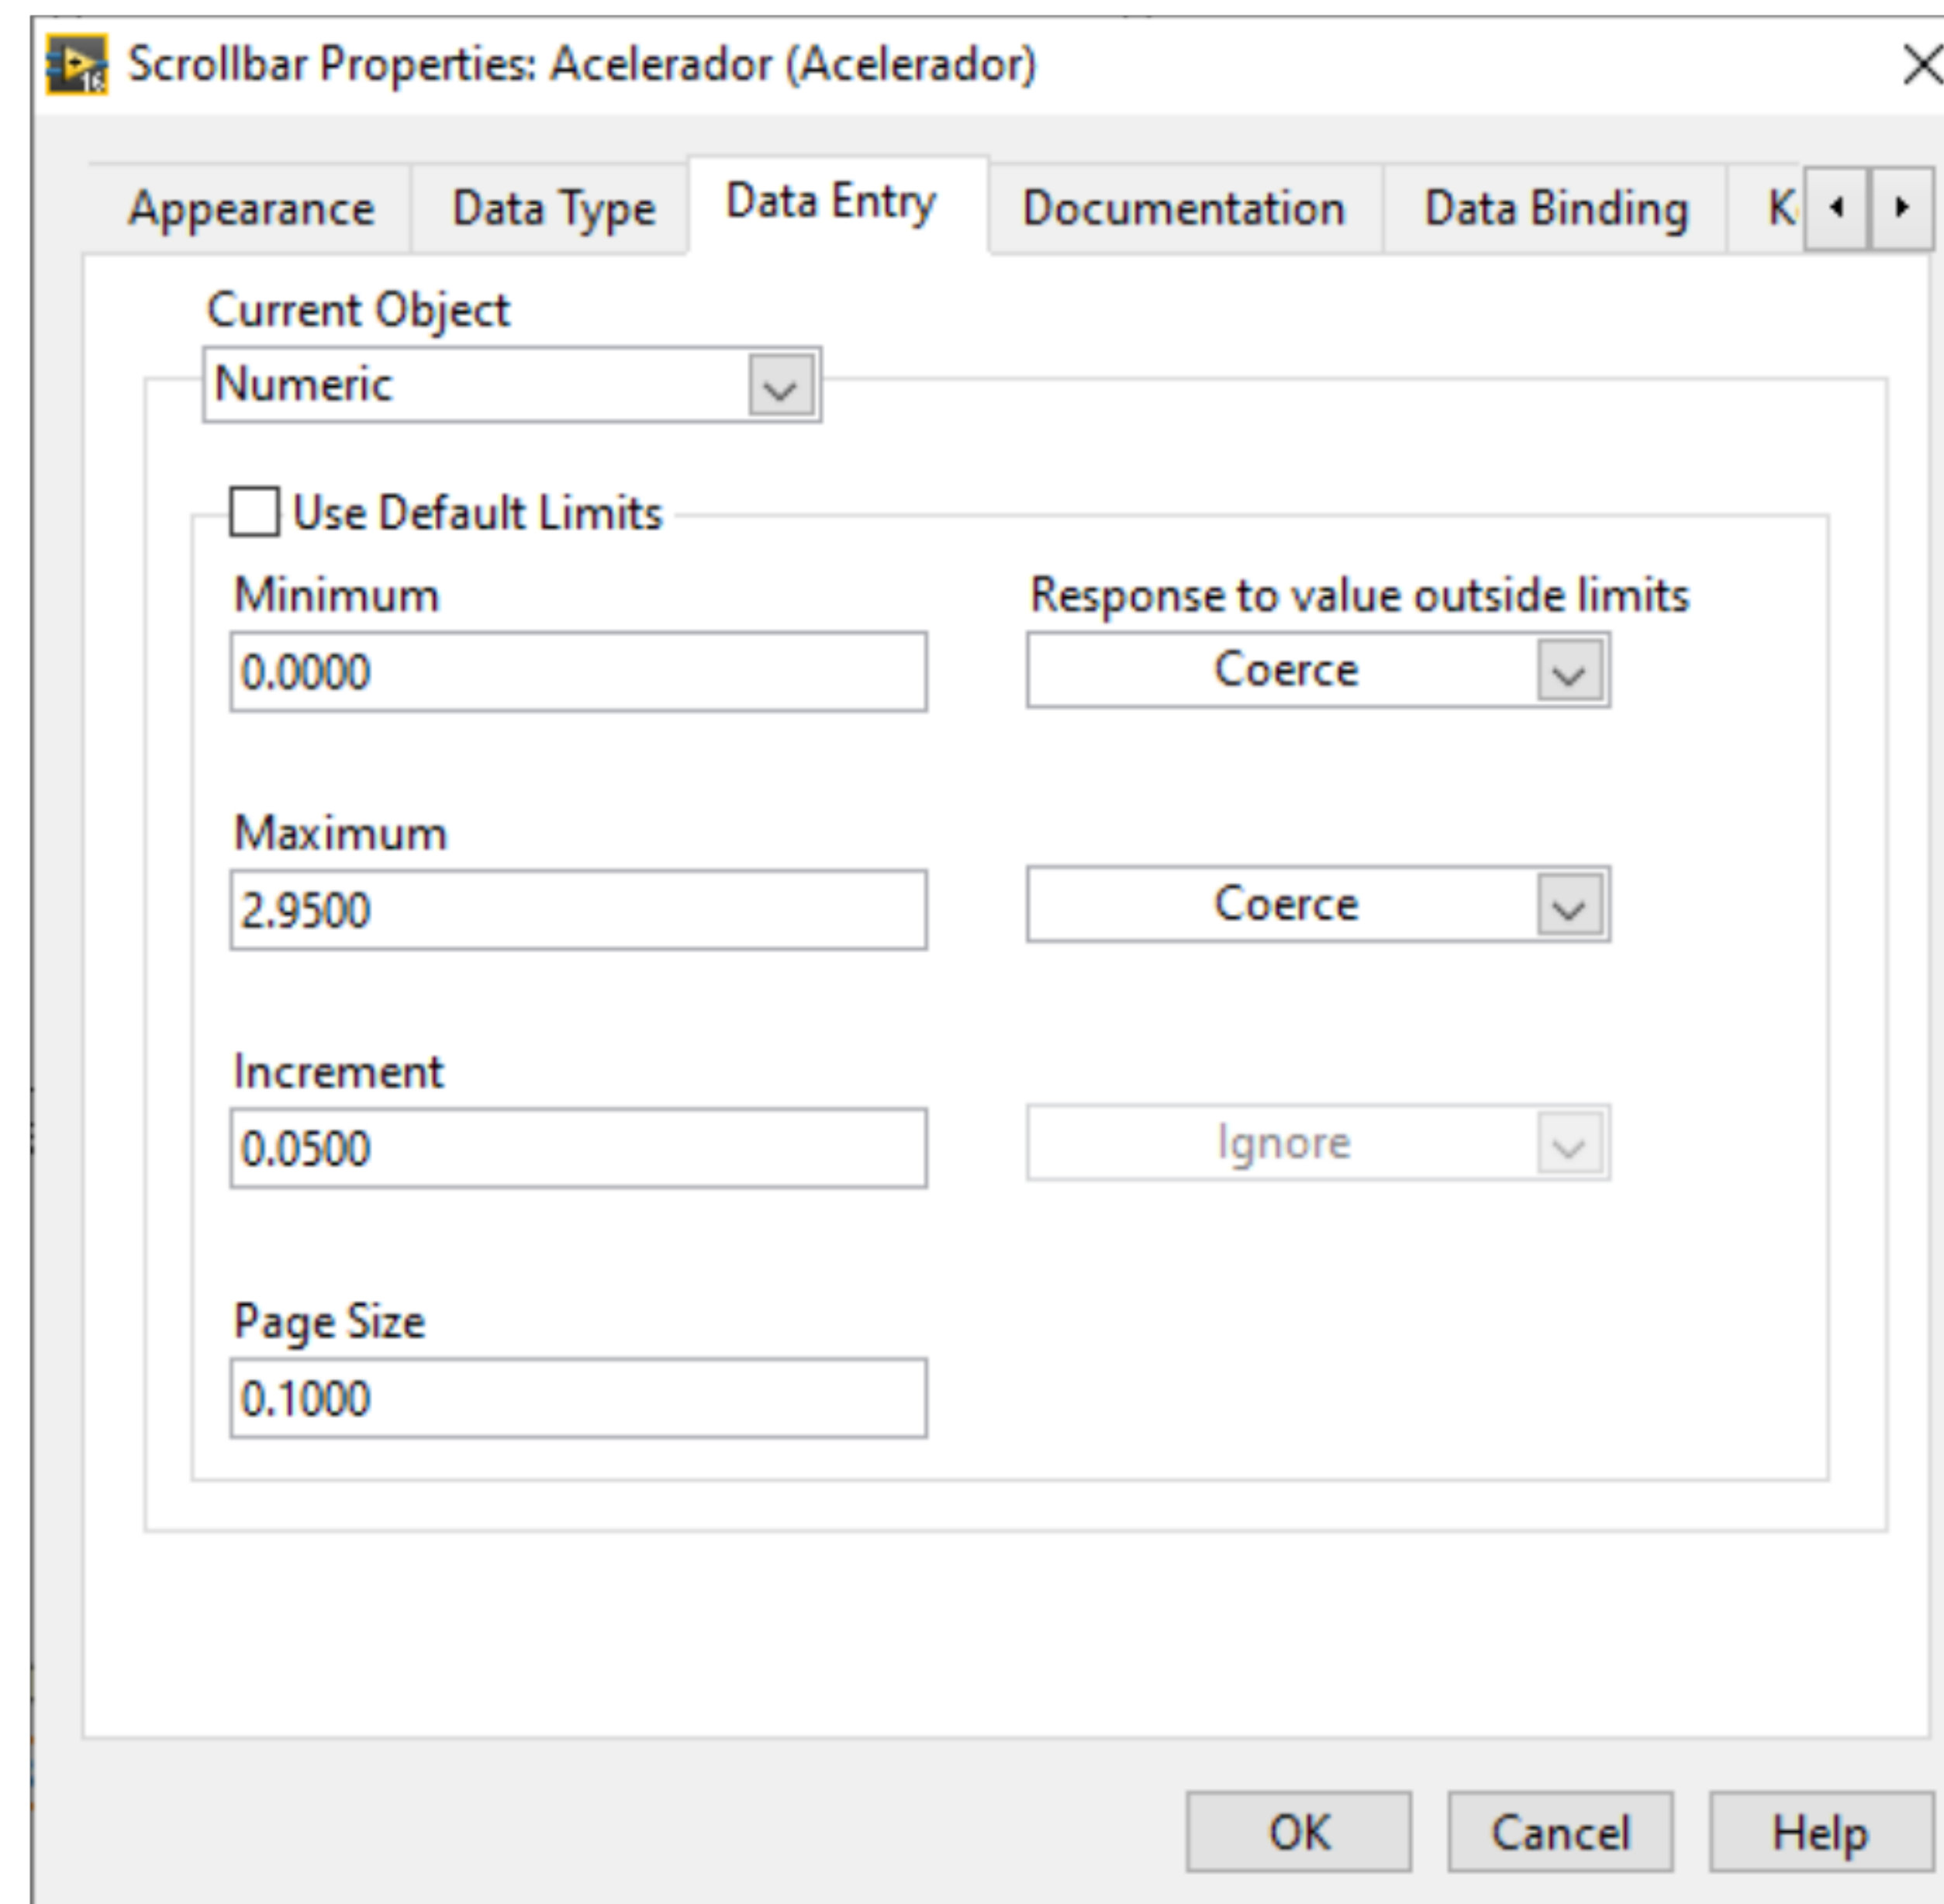 Scrollbar Properties: Acelerador (Acelerador)
Appearance Data Type Data Entry Documentation Data Binding
Current Object
Numeric
Use Default Limits
Minimum Response to value outside limits
0.0000 Coerce
Maximum
2.9500 Coerce
Increment
0.0500 Ignore
Page Size
0.1000
OK Cancel Help